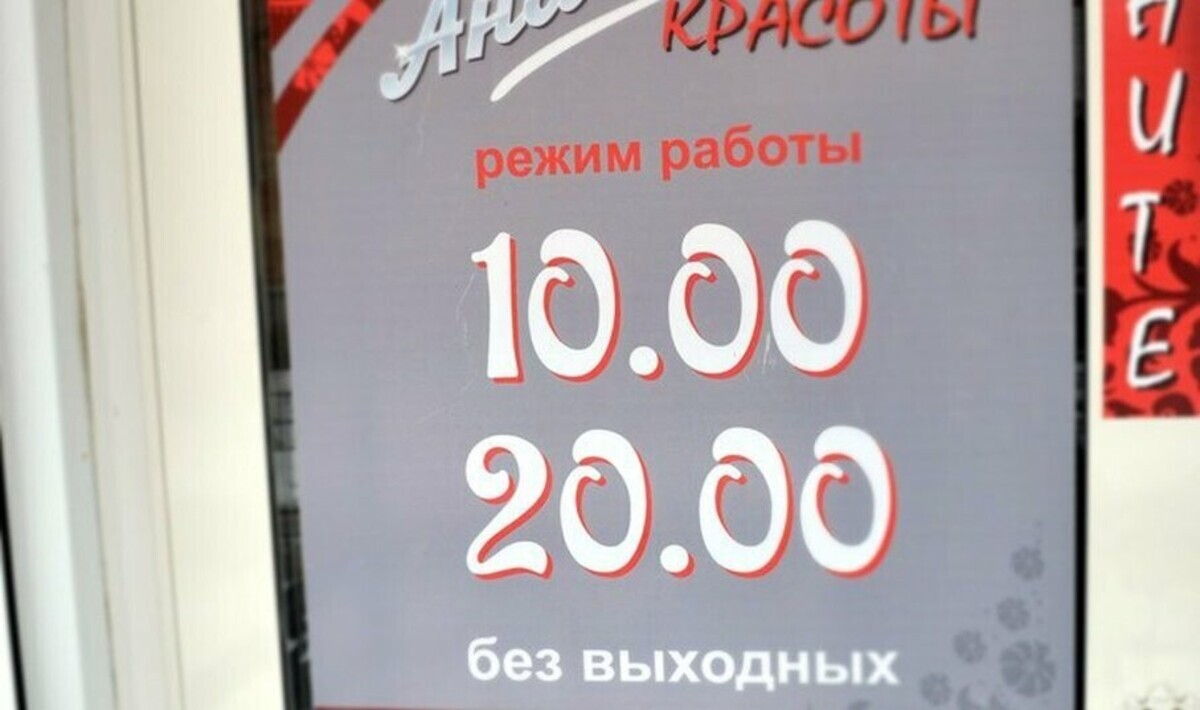 КРАСОТЫ
режим работы
10.00
20.00
без выходных